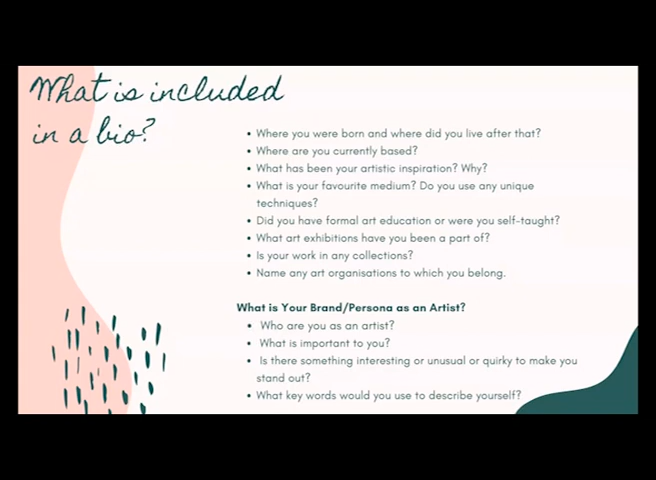 What is included
in a bio?
• Where you were born and where did you live after that?
• Where are you currently based?
• What has been your artistic inspiration? Why?
• What is your favourite medium? Do you use any unique
techniques?
• Did you have formal art education or were you self-taught?
• What art exhibitions have you been a part of?
• Is your work in any collections?
• Name any art organisations to which you belong.
What is Your Brand/Persona as an Artist?
• Who are you as an artist?
• What is important to you?
• Is there something interesting or unusual or quirky to make you
stand out?
• What key words would you use to describe yourself?